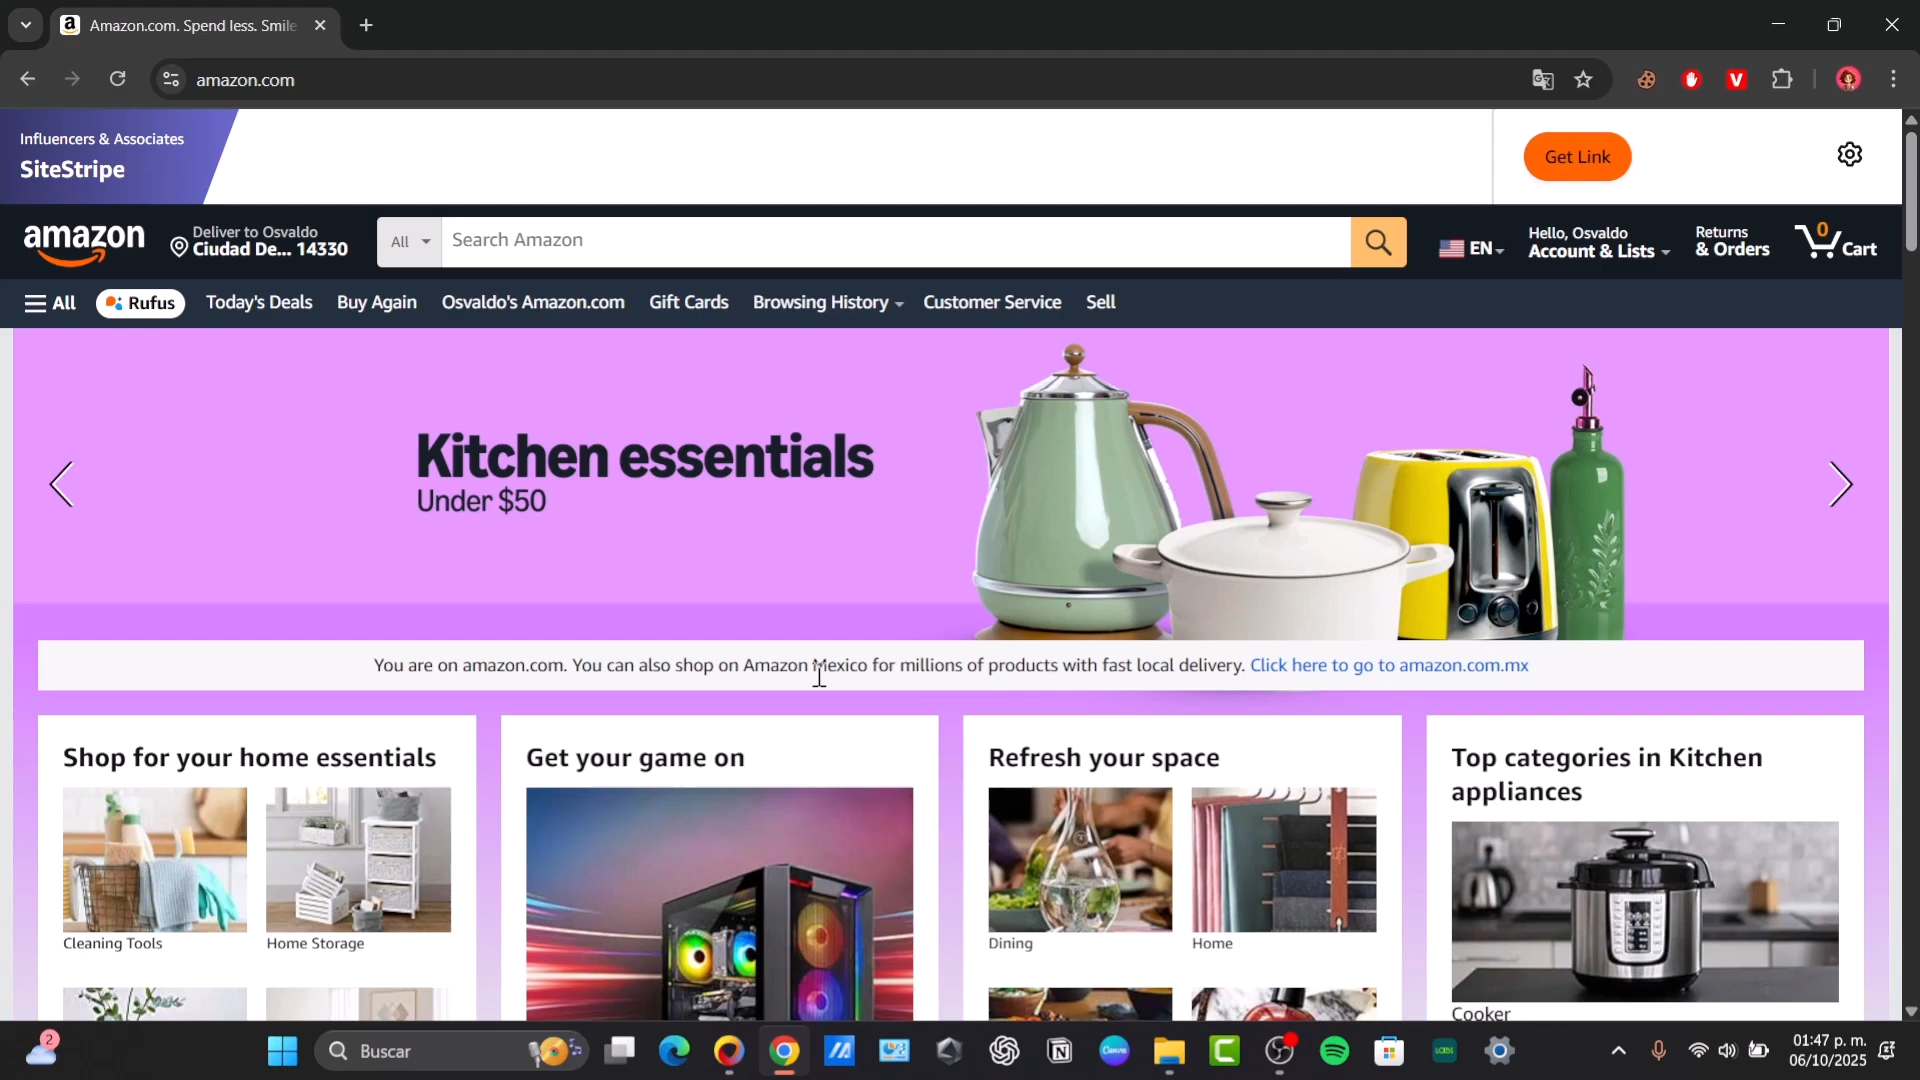 Amazon.com. Spend less. Smile
amazon.com
Influencers & Associates
SiteStripe
Get Link
amazon
Deliver to Osvaldo
Ciudad De... 14330
All
Search Amazon
EN
Hello, Osvaldo
Account & Lists
Returns
& Orders
0
Cart
All
Rufus
Today's Deals
Buy Again
Osvaldo's Amazon.com
Gift Cards
Browsing History
Customer Service
Sell
Kitchen essentials
Under $50
You are on amazon.com. You can also shop on Amazon Mexico for millions of products with fast local delivery. Click here to go to amazon.com.mx
Shop for your home essentials
Cleaning Tools
Home Storage
Get your game on
Refresh your space
Dining
Home
Top categories in Kitchen
appliances
Cooker
2
Buscar
Canva
LOBS
01:47 p. m.
06/10/2025